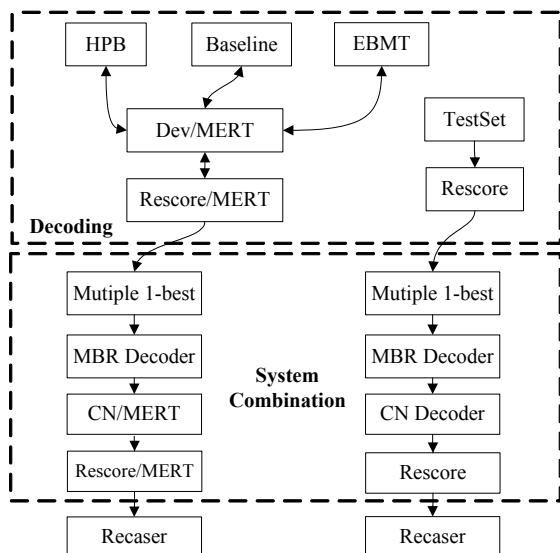 HPB
Baseline
EBMT
Dev/MERT
TestSet
Rescore/MERT
Rescore
Decoding
Mutiple 1-best
Mutiple 1-best
MBR Decoder
MBR Decoder
System
Combination
CN/MERT
CN Decoder
Rescore/MERT
Rescore
Recaser
Recaser